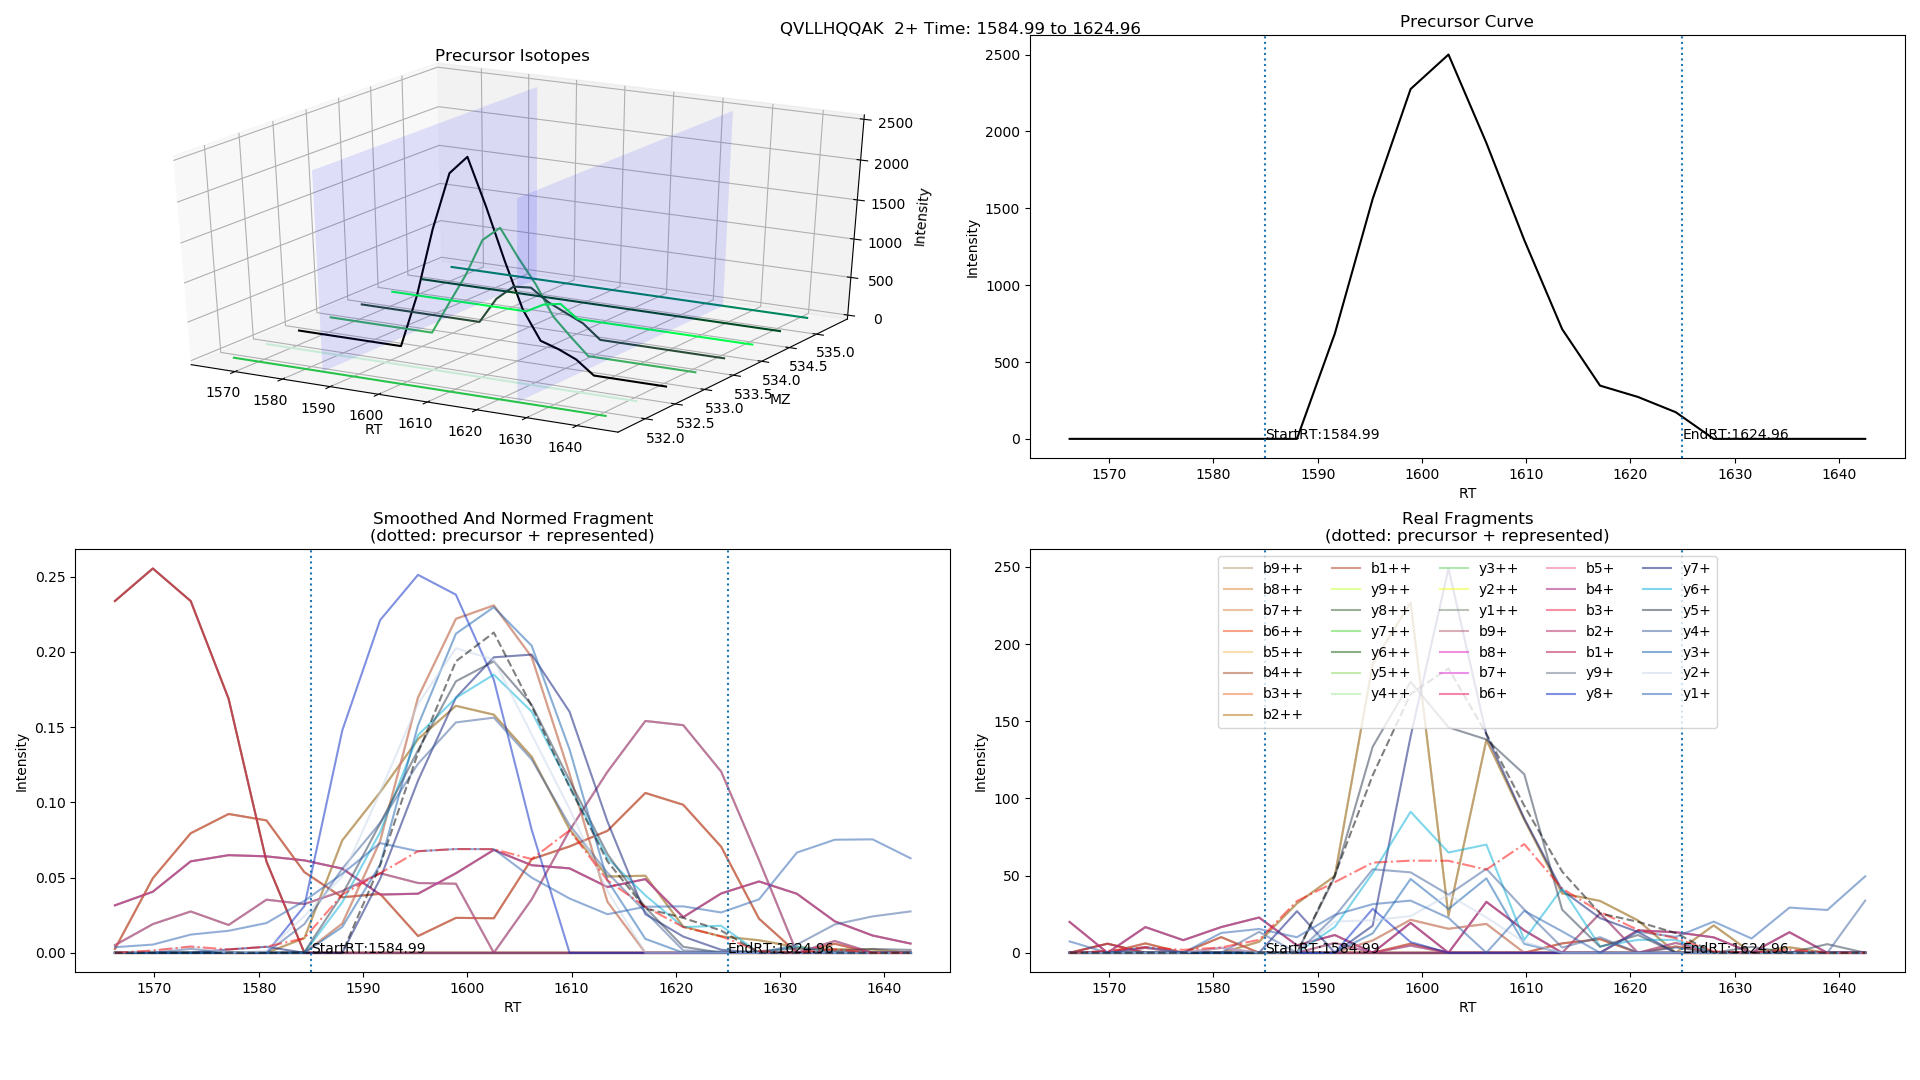 QVLLHQQAK  2+ Time: 1584.99 to 1624.96
Precursor Isotopes
2500
2000
1500
1000
500
0
Intensity
535.0
534.5
534.0
533.5
533.0
532.5
532.0
MZ
1570
1580
1590
1600
1610
1620
1630
1640
RT
Precursor Curve
2500
2000
1500
1000
500
0
Intensity
StartRT:1584.99
EndRT:1624.96
1570 1580 1590 1600 1610 1620 1630 1640
RT
Smoothed And Normed Fragment
(dotted: precursor + represented)
0.25
0.20
0.15
0.10
0.05
0.00
Intensity
StartRT:1584.99
EndRT:1624.96
1570 1580 1590 1600 1610 1620 1630 1640
RT
Real Fragments
(dotted: precursor + represented)
250
200
150
100
50
0
Intensity
b9++ b1++ y3++ b5+ y7+
b8++ y9++ y2++ b4+ y6+
b7++ y8++ y1++ b3+ y5+
b6++ y7++ b9+ b2+ y4+
b5++ y6++ b8+ b1+ y3+
b4++ y5++ b7+ y9+ y2+
b3++ y4++ b6+ y8+ y1+
b2++
StartRT:1584.99
EndRT:1624.96
1570 1580 1590 1600 1610 1620 1630 1640
RT